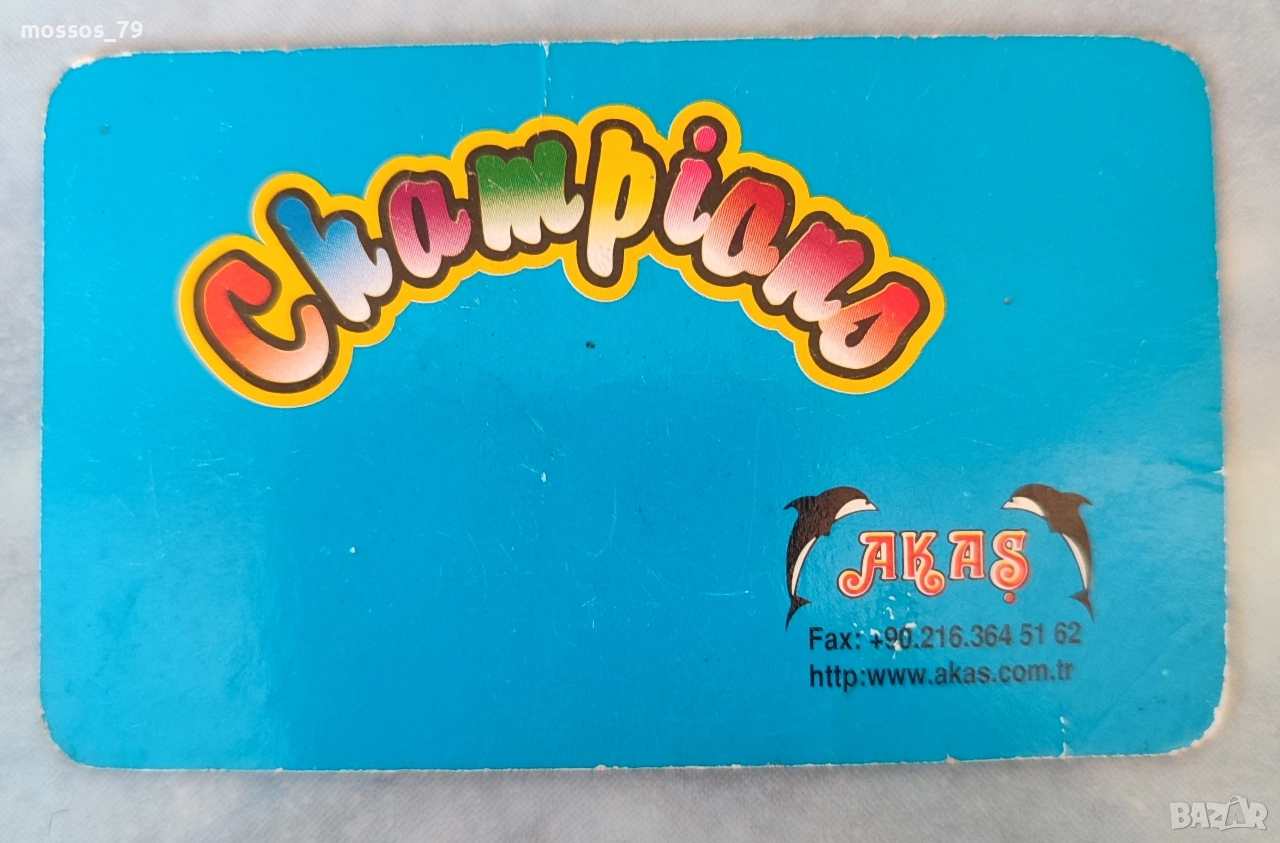 mossos_79
Champions
AKAŞ
Fax: +90.216.364 51 62
http:www.akas.com.tr
BAZAR